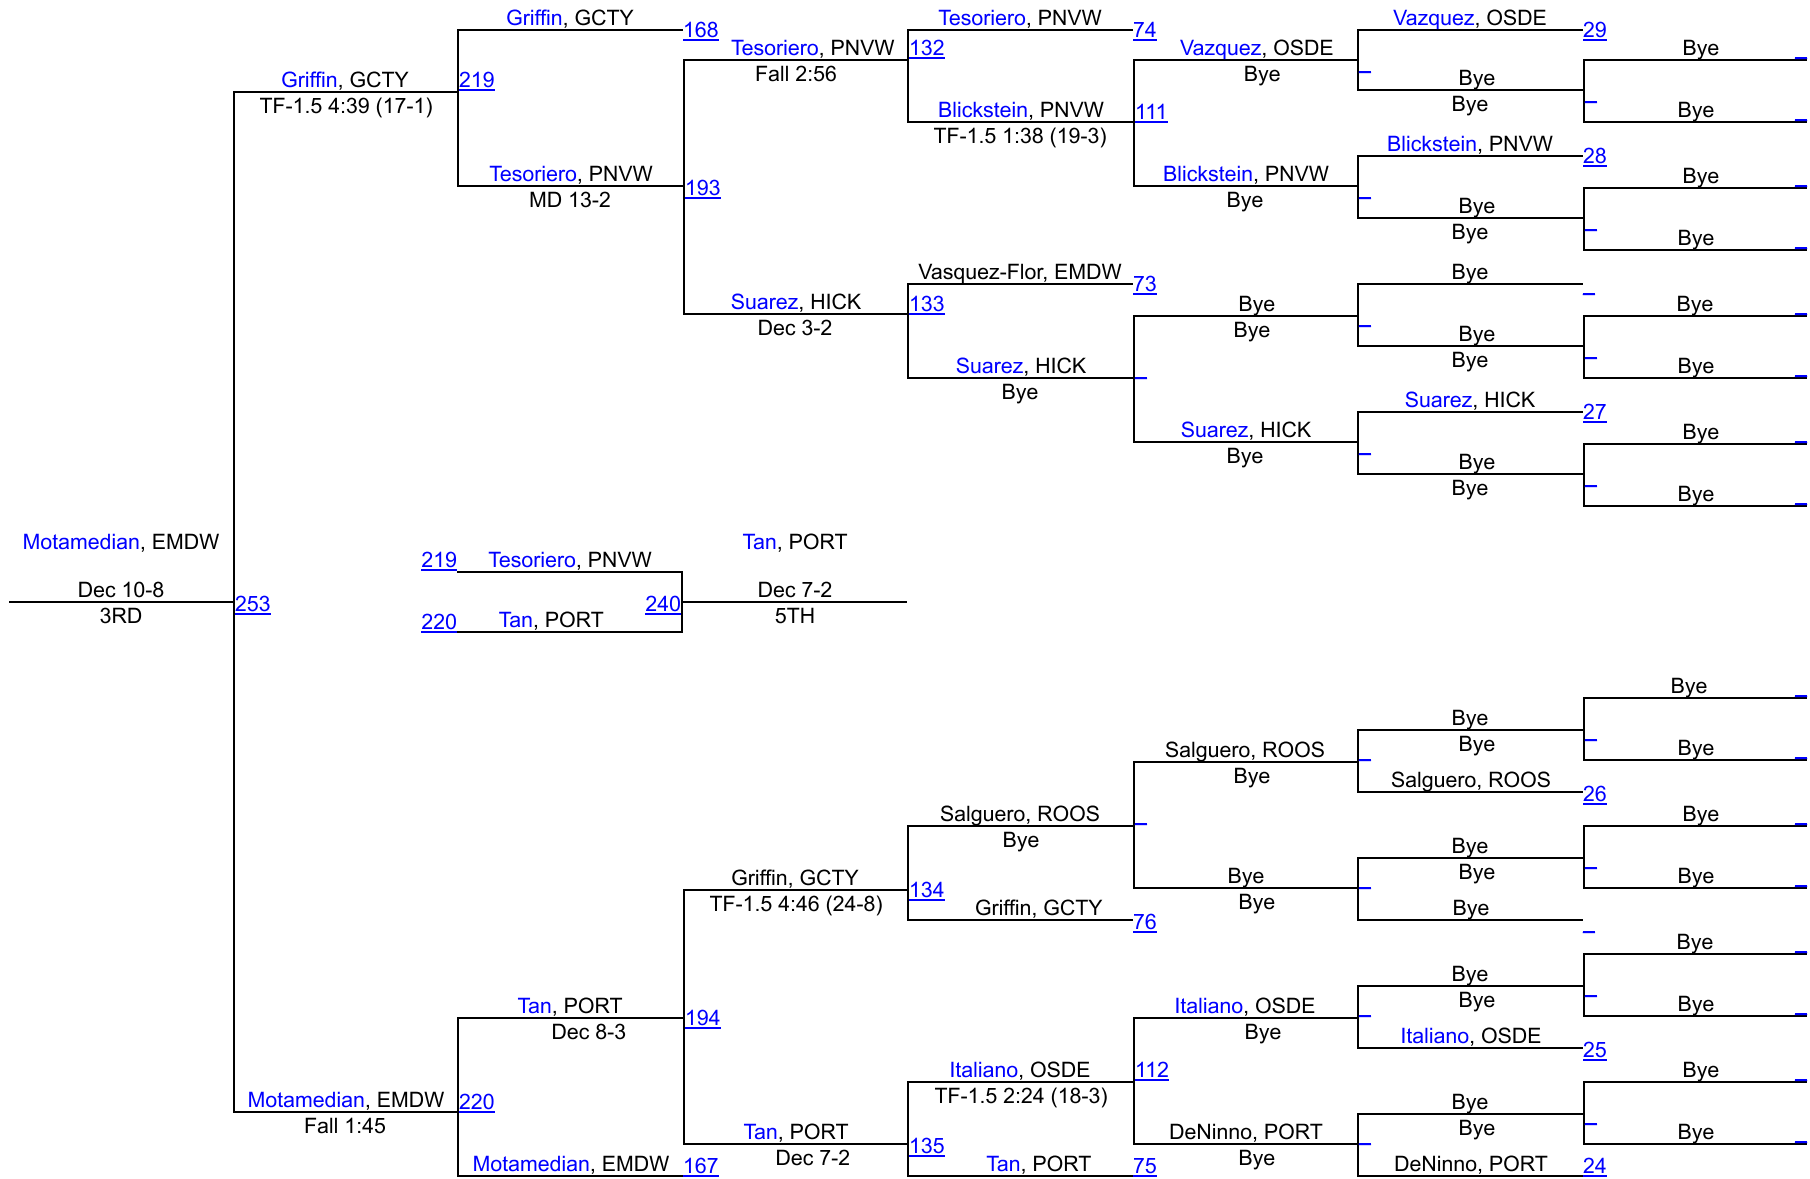 Griffin, GCTY
168
Tesoriero, PNVW
74
Vazquez, OSDE
29
Tesoriero, PNVW
132
Fall 2:56
Vazquez, OSDE
Bye
Bye
Bye
Bye
Griffin, GCTY
219
TF-1.5 4:39 (17-1)
Blickstein, PNVW
111
TF-1.5 1:38 (19-3)
Bye
Blickstein, PNVW
28
Tesoriero, PNVW
193
MD 13-2
Blickstein, PNVW
Bye
Bye
Bye
Bye
Bye
Vasquez-Flor, EMDW
73
Bye
Suarez, HICK
133
Dec 3-2
Bye
Bye
Bye
Bye
Bye
Suarez, HICK
Bye
Bye
Suarez, HICK
27
Suarez, HICK
Bye
Bye
Bye
Bye
Bye
Motamedian, EMDW
Dec 10-8
253
3RD
219
Tesoriero, PNVW
220
Tan, PORT
240
Tan, PORT
Dec 7-2
5TH
Bye
Bye
Bye
Bye
Salguero, ROOS
Bye
Salguero, ROOS
26
Salguero, ROOS
Bye
Bye
Bye
Bye
Bye
Griffin, GCTY
134
TF-1.5 4:46 (24-8)
Bye
Bye
Griffin, GCTY
76
Bye
Bye
Bye
Bye
Bye
Tan, PORT
194
Dec 8-3
Italiano, OSDE
Bye
Italiano, OSDE
25
Italiano, OSDE
112
TF-1.5 2:24 (18-3)
Bye
Motamedian, EMDW
220
Fall 1:45
Bye
Bye
Bye
Tan, PORT
135
Dec 7-2
DeNinno, PORT
Bye
Motamedian, EMDW
167
Tan, PORT
75
DeNinno, PORT
24